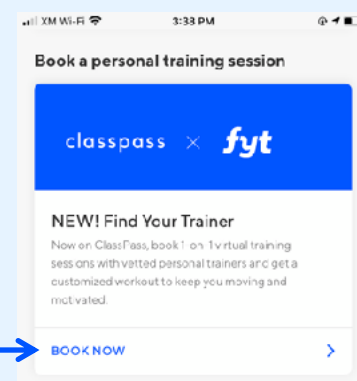 XM Wi-Fi 3:33 PM
Book a personal training session
classpass × fyt
NEW! Find Your Trainer
Now on ClassPass, book 1-on-1 virtual training
sessions with vetted personal trainers and get a
customized workout to keep you moving and
motivated.
BOOK NOW